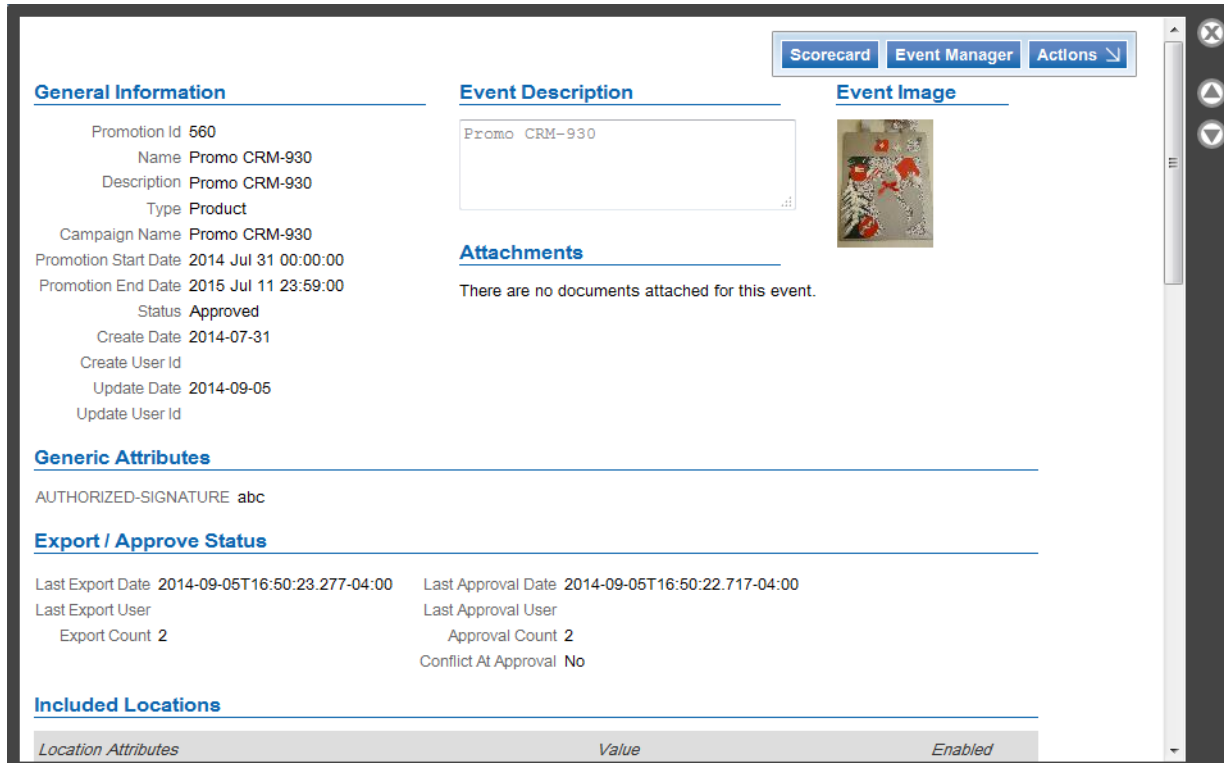 Scorecard Event Manager Actions
General Information
Promotion Id 560
Name Promo CRM-930
Description Promo CRM-930
Type Product
Campaign Name Promo CRM-930
Promotion Start Date 2014 Jul 31 00:00:00
Promotion End Date 2015 Jul 11 23:59:00
Status Approved
Create Date 2014-07-31
Create User Id
Update Date 2014-09-05
Update User Id
Event Description
Promo CRM-930
Attachments
There are no documents attached for this event.
Event Image
Generic Attributes
AUTHORIZED-SIGNATURE abc
Export / Approve Status
Last Export Date 2014-09-05T16:50:23.277-04:00
Last Export User
Export Count 2
Last Approval Date 2014-09-05T16:50:22.717-04:00
Last Approval User
Approval Count 2
Conflict At Approval No
Included Locations
Location Attributes Value Enabled